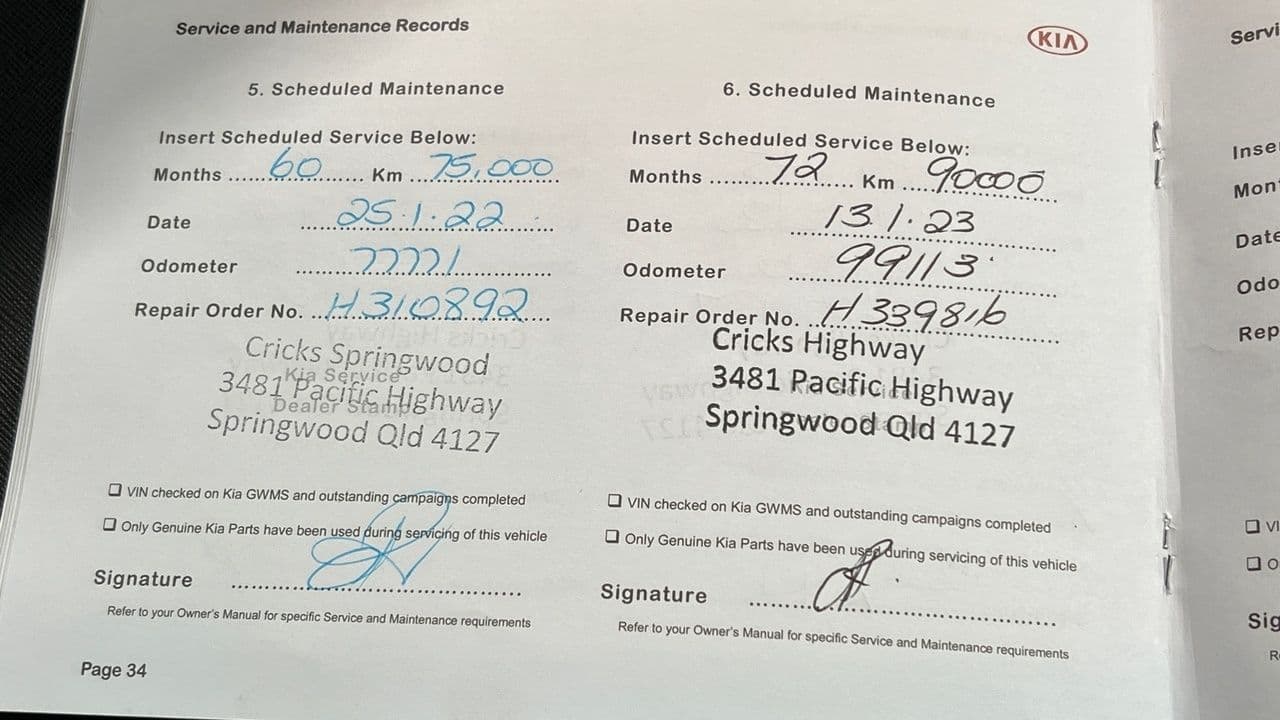 Service and Maintenance Records
KIA
5. Scheduled Maintenance
Insert Scheduled Service Below:
Months 60 Km 75,000
Date 25.1.22
Odometer 77771
Repair Order No. H310892
Cricks Springwood
Kia Service
3481 Pacific Highway
Dealer Stamp
Springwood Qld 4127
VIN checked on Kia GWMS and outstanding campaigns completed
Only Genuine Kia Parts have been used during servicing of this vehicle
Signature
Refer to your Owner's Manual for specific Service and Maintenance requirements
Page 34
6. Scheduled Maintenance
Insert Scheduled Service Below:
Months 72 Km 90000
Date 13.1.23
Odometer 99113
Repair Order No. H339816
Cricks Highway
3481 Pacific Highway
Springwood Qld 4127
VIN checked on Kia GWMS and outstanding campaigns completed
Only Genuine Kia Parts have been used during servicing of this vehicle
Signature
Refer to your Owner's Manual for specific Service and Maintenance requirements
Servi
Inse
Mon
Date
Odo
Rep
VI
O
Sig
R